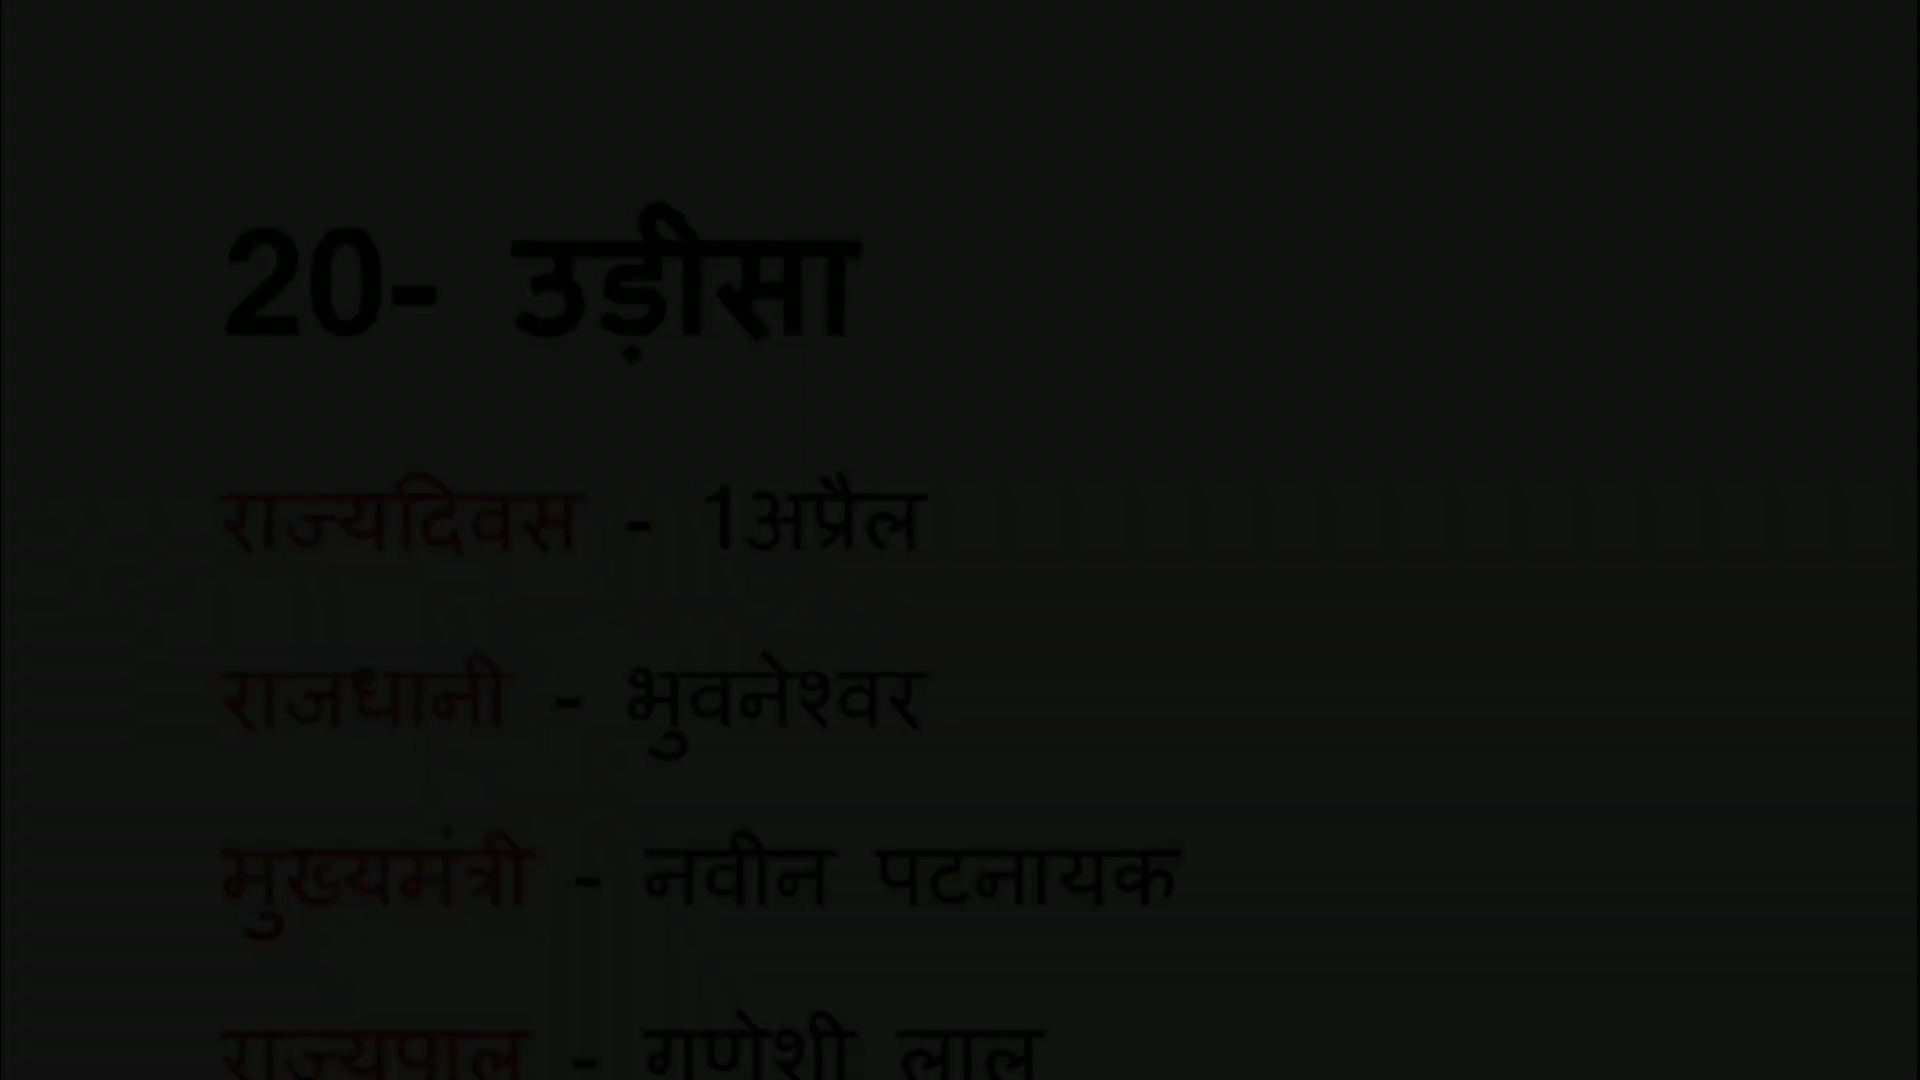 20- उड़ीसा
राज्यदिवस - 1अप्रैल
राजधानी - भुवनेश्वर
मुख्यमंत्री - नवीन पटनायक
राज्यपाल - गणेशी लाल